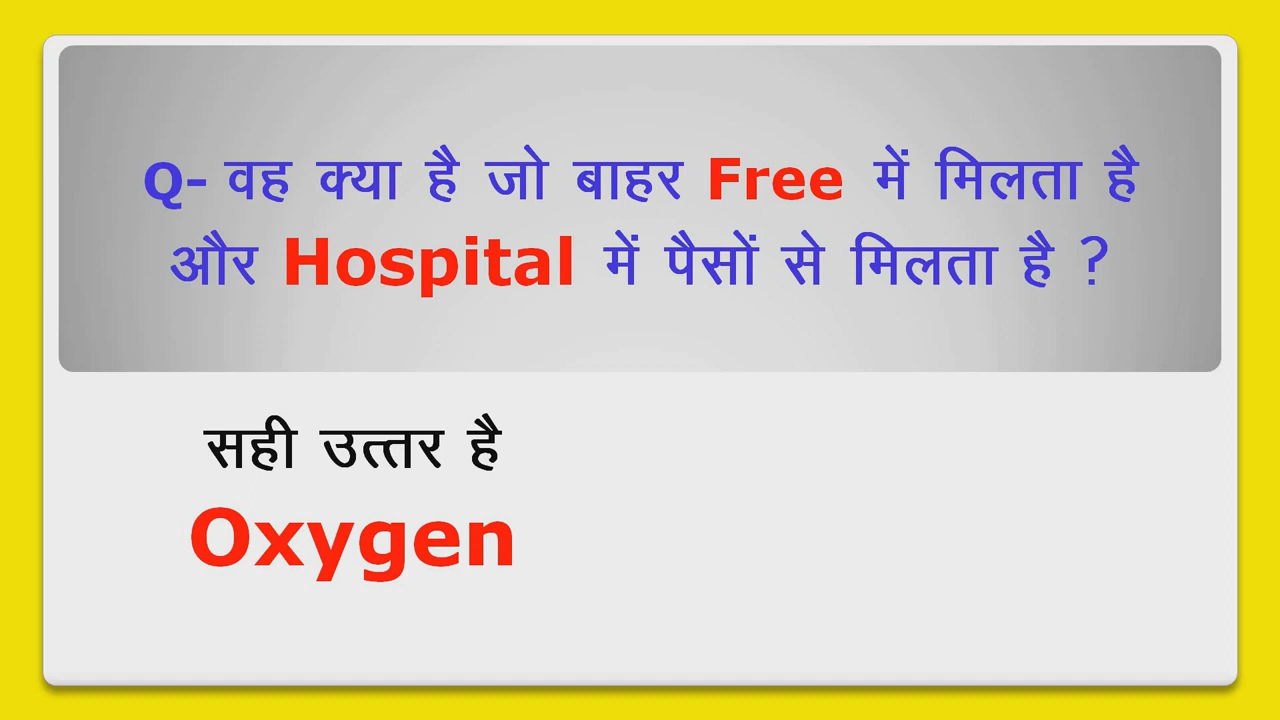 Q- वह क्या है जो बाहर Free में मिलता है
और Hospital में पैसों से मिलता है ?
सही उत्तर है
Oxygen